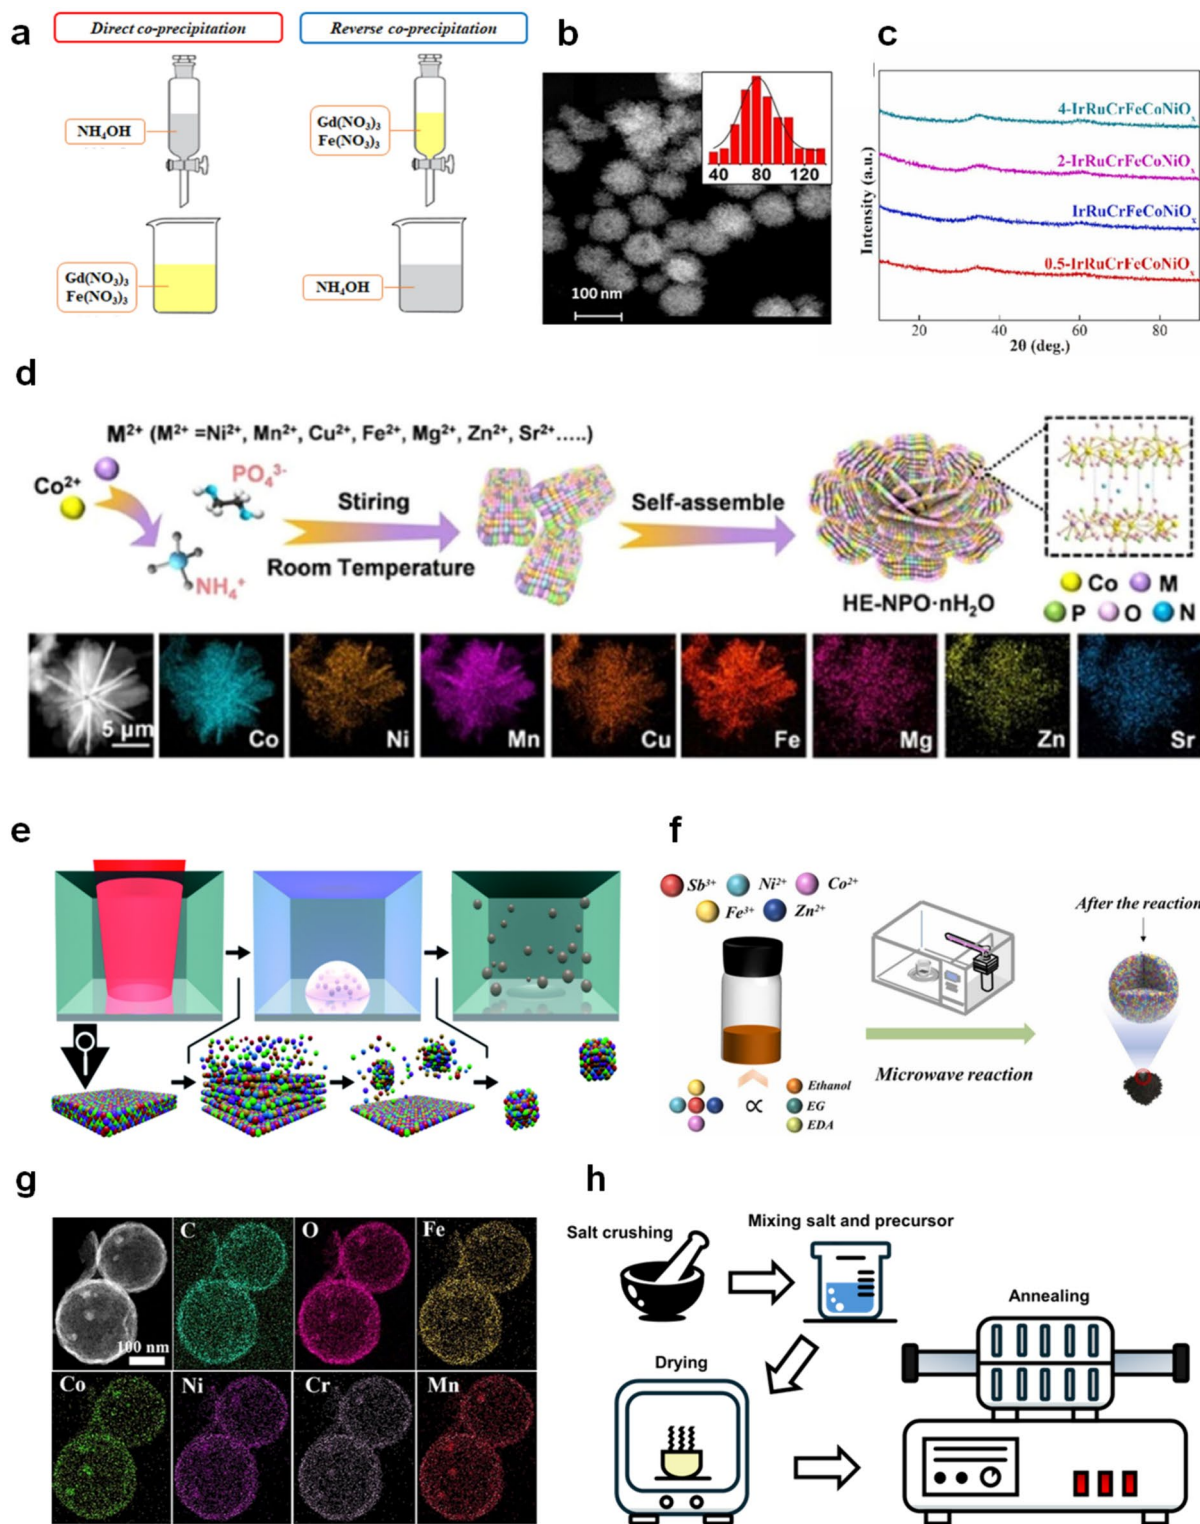 a
Direct co-precipitation
Reverse co-precipitation
NH₄OH
Gd(NO₃)₃
Fe(NO₃)₃
Gd(NO₃)₃
Fe(NO₃)₃
NH₄OH
b
40 80 120
100 nm
c
Intensity (a.u.)
4-IrRuCrFeCoNiOₓ
2-IrRuCrFeCoNiOₓ
IrRuCrFeCoNiOₓ
0.5-IrRuCrFeCoNiOₓ
20 40 60 80
2θ (deg.)
d
M²⁺ (M²⁺ =Ni²⁺, Mn²⁺, Cu²⁺, Fe²⁺, Mg²⁺, Zn²⁺, Sr²⁺.....)
Co²⁺
PO₄³⁻
NH₄⁺
Stiring
Room Temperature
Self-assemble
HE-NPO·nH₂O
Co M
P O N
5 μm
Co
Ni
Mn
Cu
Fe
Mg
Zn
Sr
e
f
Sb³⁺ Ni²⁺ Co²⁺
Fe³⁺ Zn²⁺
∝
Ethanol
EG
EDA
Microwave reaction
After the reaction
g
100 nm
C
O
Fe
Co
Ni
Cr
Mn
h
Salt crushing
Mixing salt and precursor
Drying
Annealing